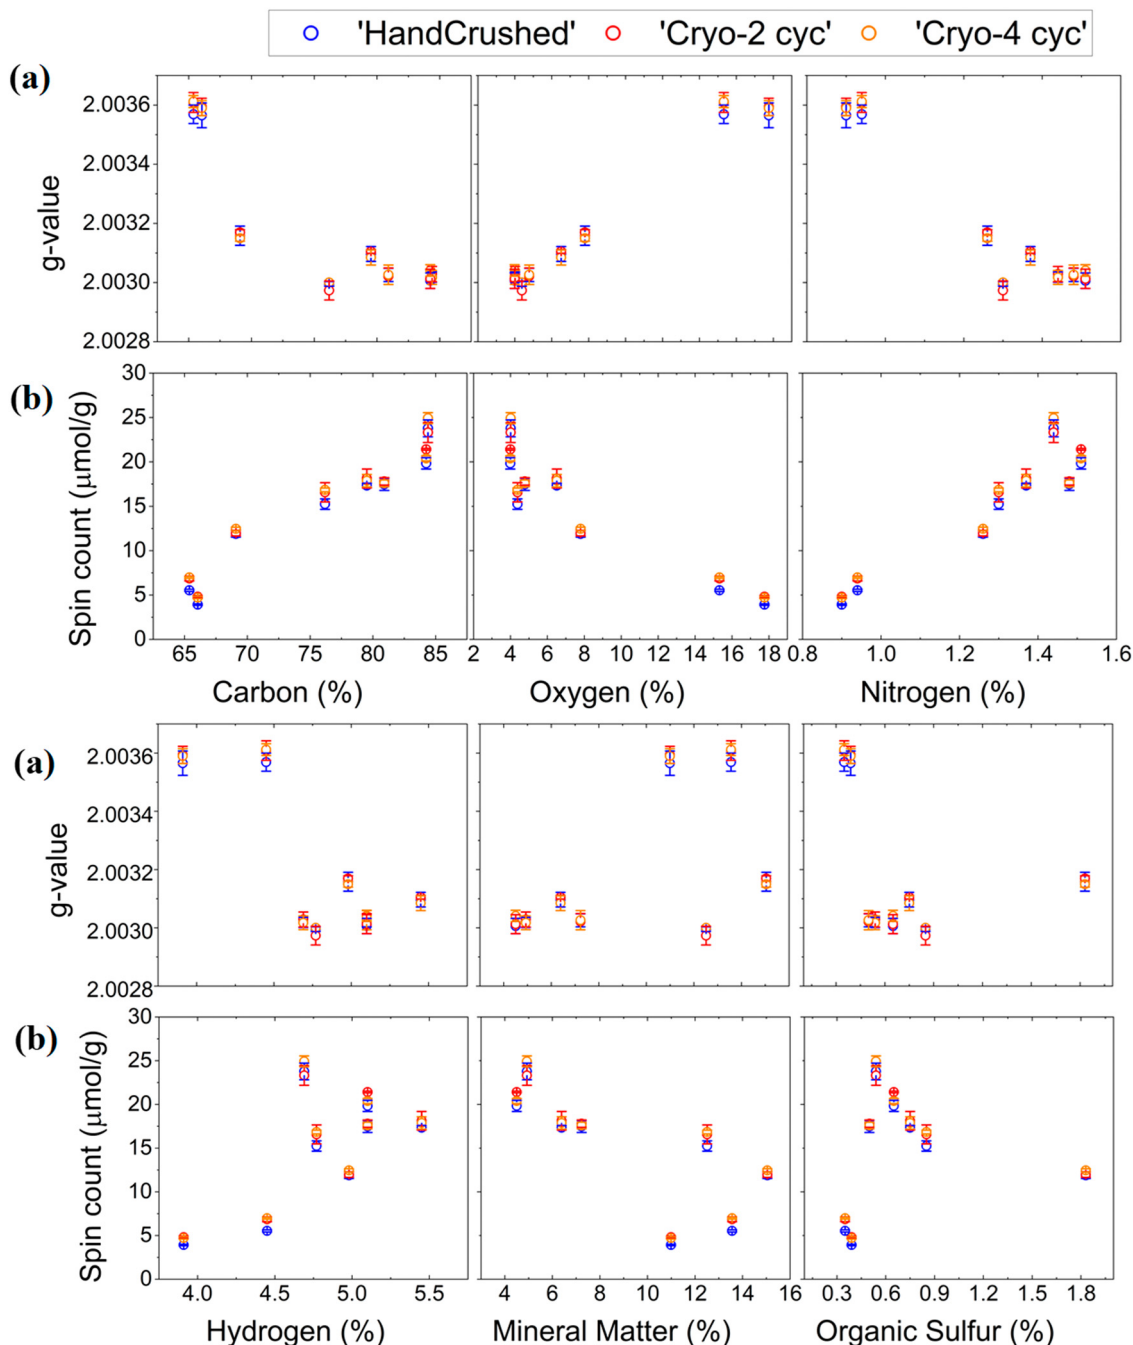 'HandCrushed' 'Cryo-2 cyc' 'Cryo-4 cyc'
(a)
g-value
2.0036
2.0034
2.0032
2.0030
2.0028
(b)
Spin count (μmol/g)
30
25
20
15
10
5
0
65 70 75 80 85 2 4 6 8 10 12 14 16 18 0.8 1.0 1.2 1.4 1.6
Carbon (%) Oxygen (%) Nitrogen (%)
(a)
g-value
2.0036
2.0034
2.0032
2.0030
2.0028
(b)
Spin count (μmol/g)
30
25
20
15
10
5
0
4.0 4.5 5.0 5.5 4 6 8 10 12 14 16 0.3 0.6 0.9 1.2 1.5 1.8
Hydrogen (%) Mineral Matter (%) Organic Sulfur (%)